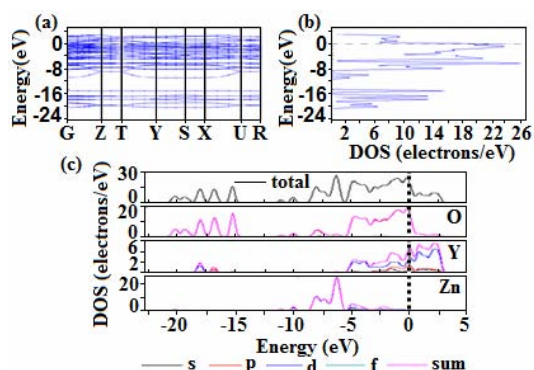 (a)
(b)
Energy(eV)
0
-8
-16
-24
G Z T Y S X U R
Energy(eV)
0
-8
-16
-24
2 6 10 14 18 22 26
DOS (electrons/eV)
(c)
DOS (electrons/eV)
30
0
total
20
0
O
6
4
2
0
Y
20
0
Zn
-20 -15 -10 -5 0 5
Energy (eV)
s p d f sum